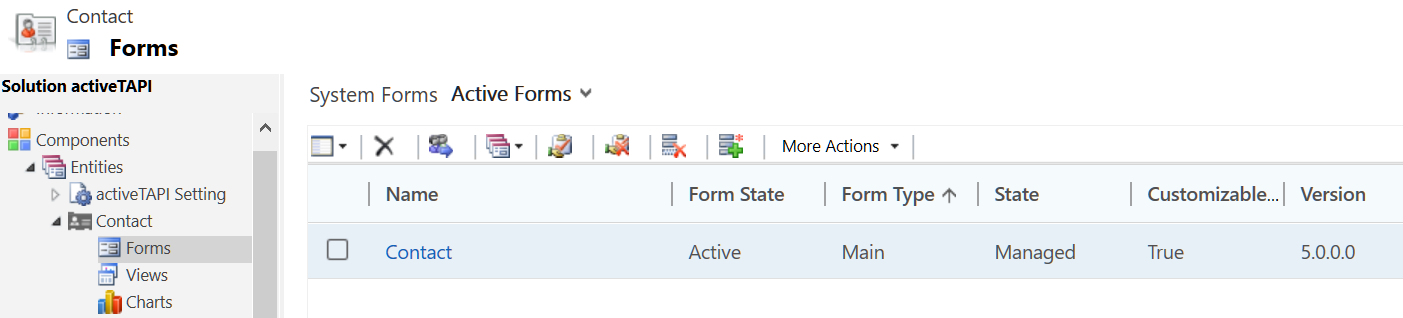 Contact
Forms
Solution activeTAPI
Components
Entities
activeTAPI Setting
Contact
Forms
Views
Charts
System Forms Active Forms
More Actions
Name Form State Form Type State Customizable... Version
Contact Active Main Managed True 5.0.0.0